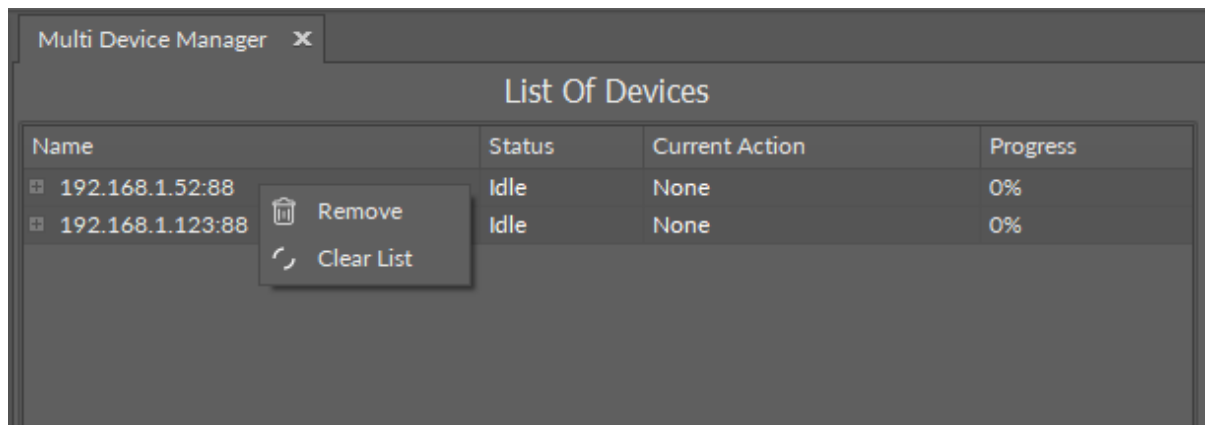 Multi Device Manager
List Of Devices
Name Status Current Action Progress
192.168.1.52:88 Idle None 0%
192.168.1.123:88 Idle None 0%
Remove
Clear List